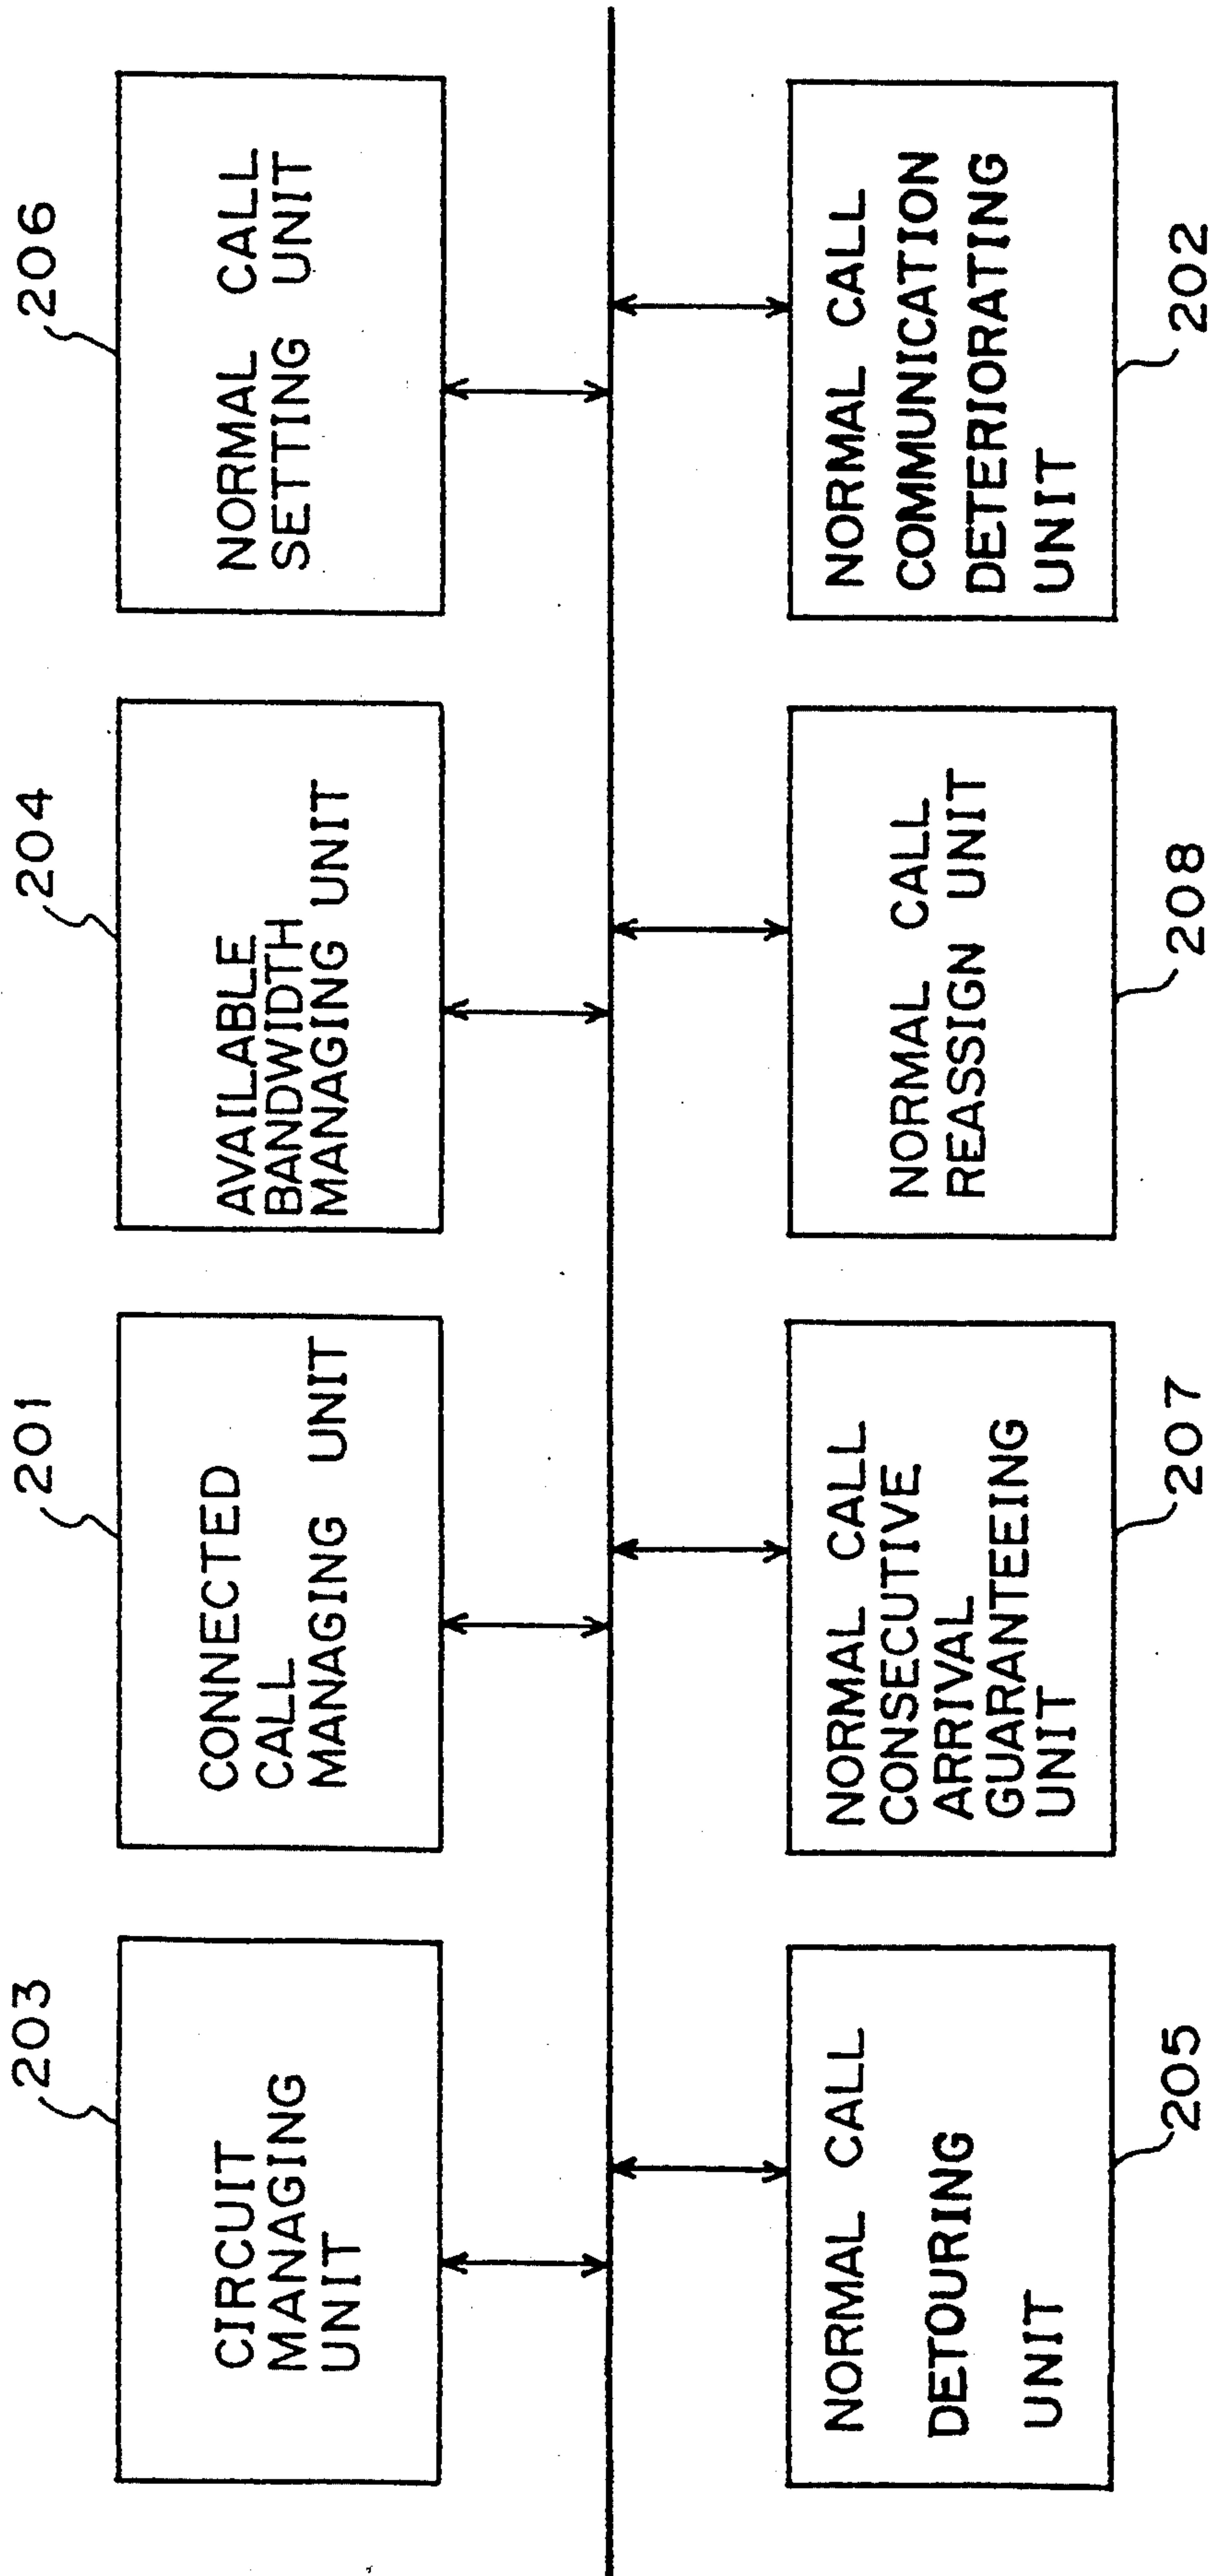 203
CIRCUIT
MANAGING
UNIT
201
CONNECTED
CALL
MANAGING UNIT
204
AVAILABLE
BANDWIDTH
MANAGING UNIT
206
NORMAL CALL
SETTING UNIT
NORMAL CALL
DETOURING
UNIT
205
NORMAL CALL
CONSECUTIVE
ARRIVAL
GUARANTEEING
UNIT
207
NORMAL CALL
REASSIGN UNIT
208
NORMAL CALL
COMMUNICATION
DETERIORATING
UNIT
202